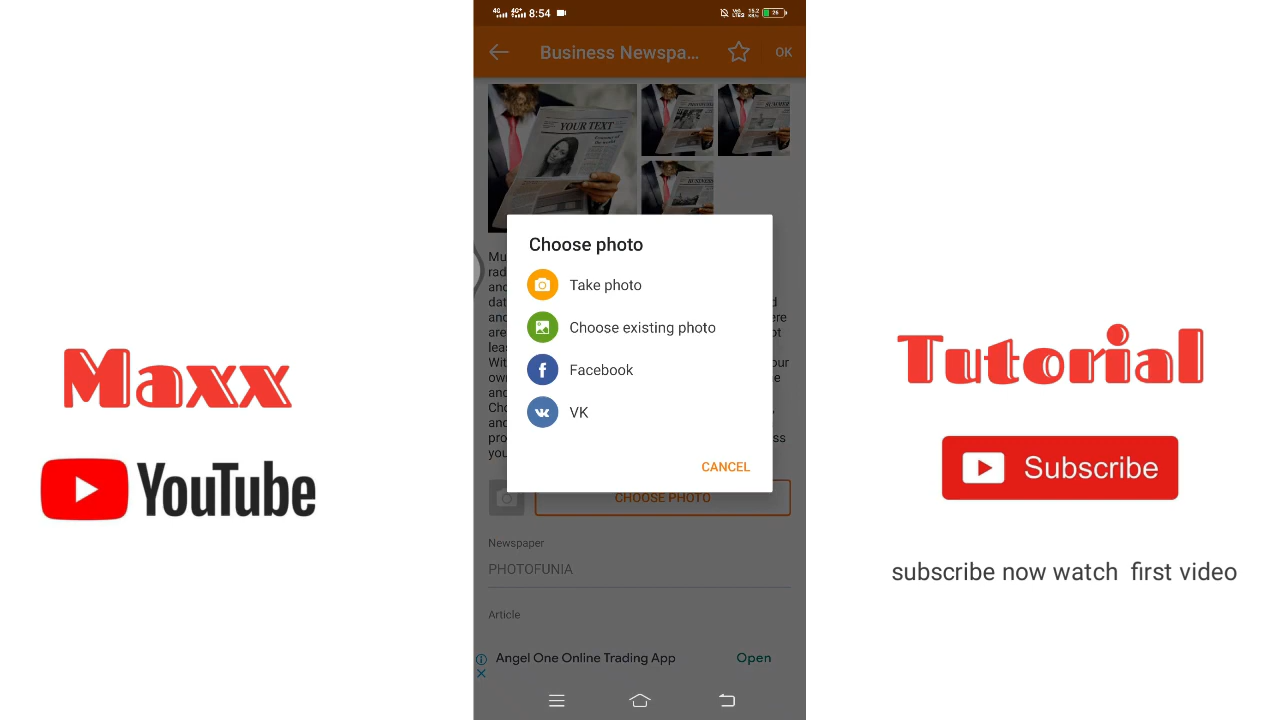 8:54
Business Newspa...
OK
YOUR TEXT
Choose photo
Take photo
Choose existing photo
Facebook
VK
CANCEL
CHOOSE PHOTO
Newspaper
PHOTOFUNIA
Article
Angel One Online Trading App
Open
Maxx
YouTube
Tutorial
Subscribe
subscribe now watch first video